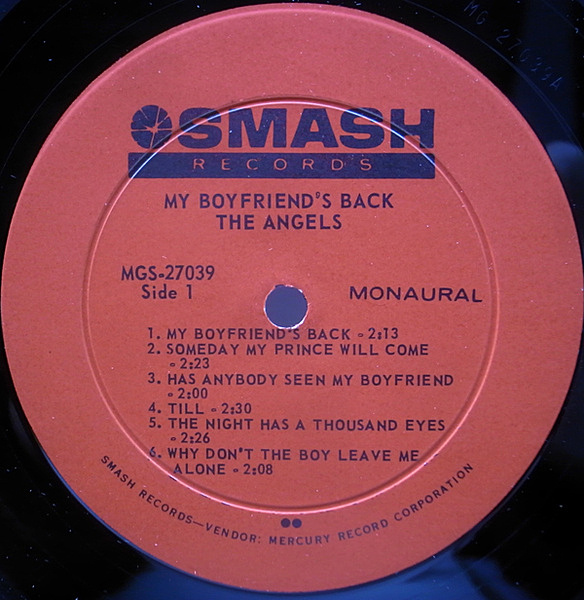 MG 27039A
SMASH
RECORDS
MY BOYFRIEND'S BACK
THE ANGELS
MGS-27039
Side 1
MONAURAL
1. MY BOYFRIEND'S BACK - 2:13
2. SOMEDAY MY PRINCE WILL COME
- 2:23
3. HAS ANYBODY SEEN MY BOYFRIEND
- 2:00
4. TILL - 2:30
5. THE NIGHT HAS A THOUSAND EYES
- 2:26
6. WHY DON'T THE BOY LEAVE ME
ALONE - 2:08
SMASH RECORDS—VENDOR: MERCURY RECORD CORPORATION